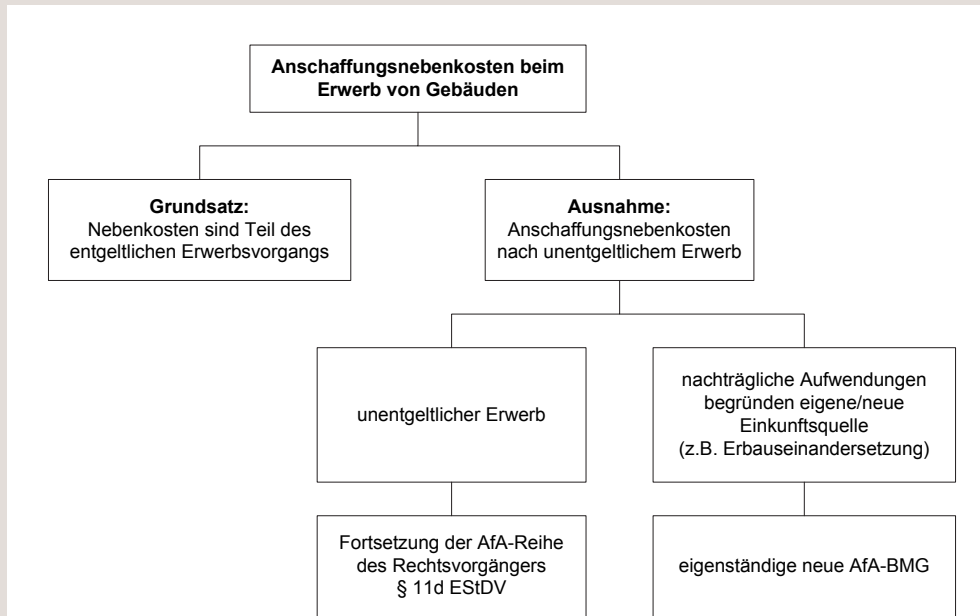 Anschaffungsnebenkosten beim
Erwerb von Gebäuden
Grundsatz:
Nebenkosten sind Teil des
entgeltlichen Erwerbsvorgangs
Ausnahme:
Anschaffungsnebenkosten
nach unentgeltlichem Erwerb
unentgeltlicher Erwerb
nachträgliche Aufwendungen
begründen eigene/neue
Einkunftsquelle
(z.B. Erbauseinandersetzung)
Fortsetzung der AfA-Reihe
des Rechtsvorgängers
§ 11d EStDV
eigenständige neue AfA-BMG